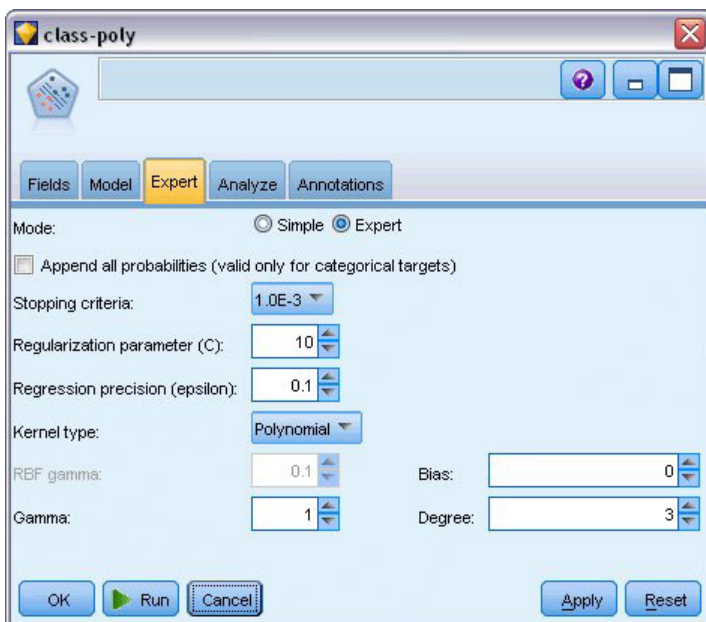 class-poly
Fields Model Expert Analyze Annotations
Mode: Simple Expert
Append all probabilities (valid only for categorical targets)
Stopping criteria: 1.0E-3
Regularization parameter (C): 10
Regression precision (epsilon): 0.1
Kernel type: Polynomial
RBF gamma: 0.1 Bias: 0
Gamma: 1 Degree: 3
OK Run Cancel Apply Reset